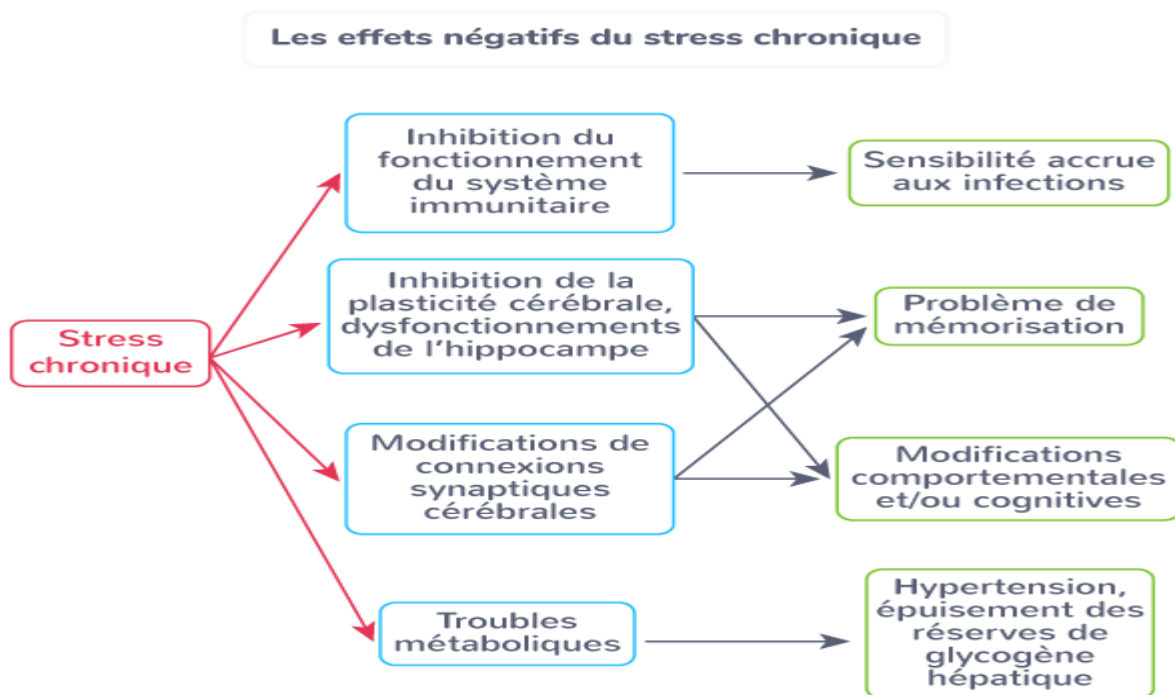 Les effets négatifs du stress chronique
Inhibition du
fonctionnement
du système
immunitaire
Sensibilité accrue
aux infections
Inhibition de la
plasticité cérébrale,
dysfonctionnements
de l'hippocampe
Problème de
mémorisation
Stress
chronique
Modifications de
connexions
synaptiques
cérébrales
Modifications
comportementales
et/ou cognitives
Troubles
métaboliques
Hypertension,
épuisement des
réserves de
glycogène
hépatique